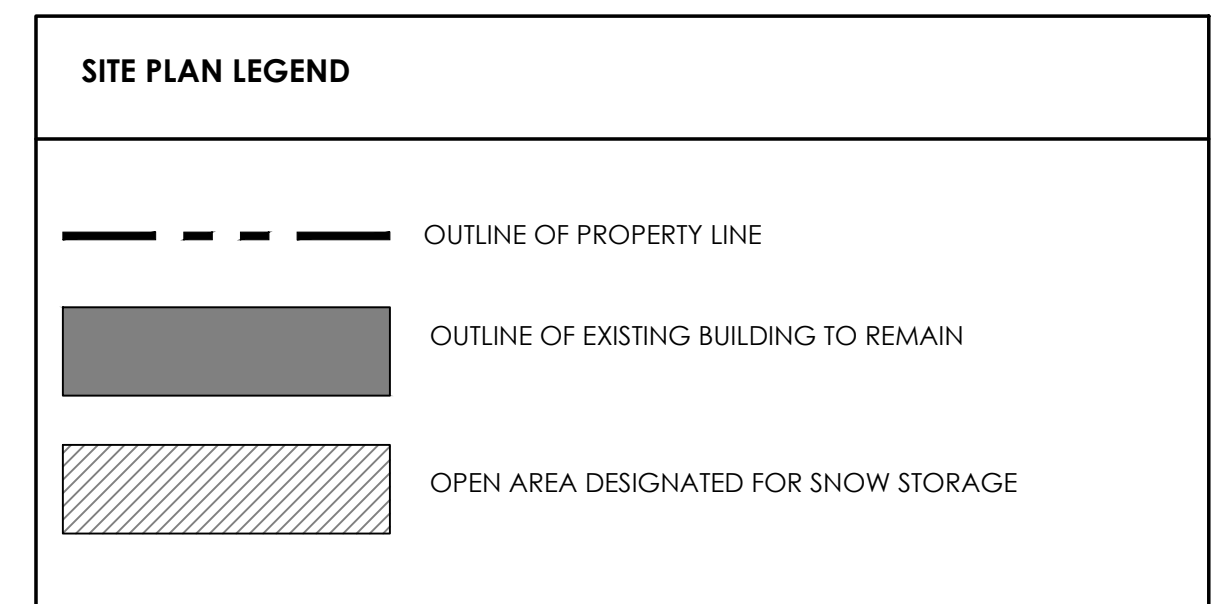 SITE PLAN LEGEND
OUTLINE OF PROPERTY LINE
OUTLINE OF EXISTING BUILDING TO REMAIN
OPEN AREA DESIGNATED FOR SNOW STORAGE